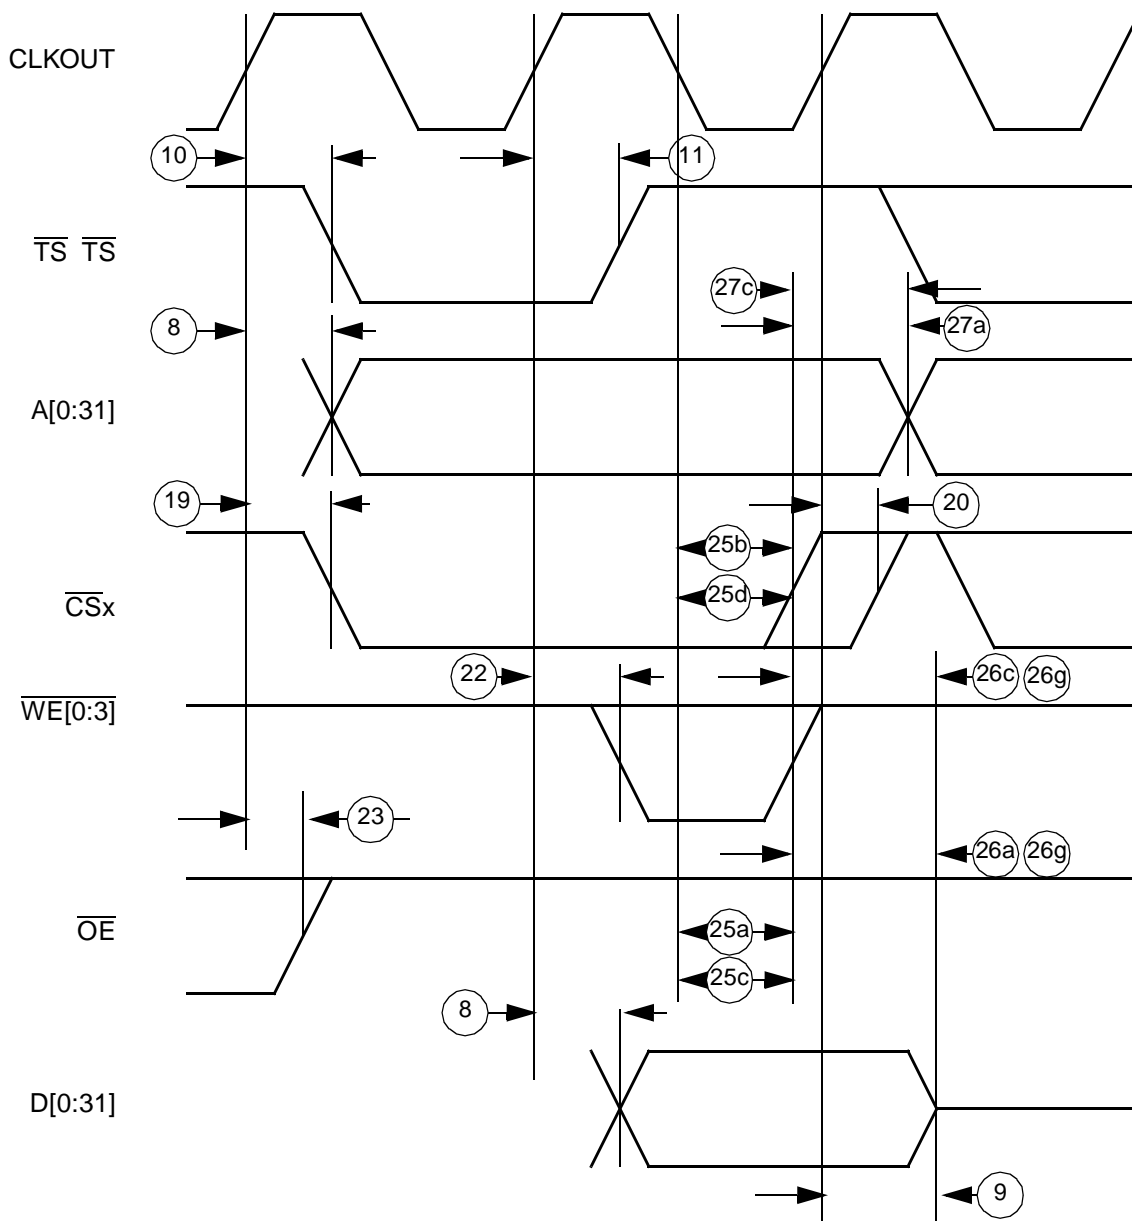 CLKOUT
10
11
TS TS
27c
8
27a
A[0:31]
19
20
25b
25d
CSx
22
26c 26g
WE[0:3]
23
26a 26g
OE
25a
25c
8
D[0:31]
9